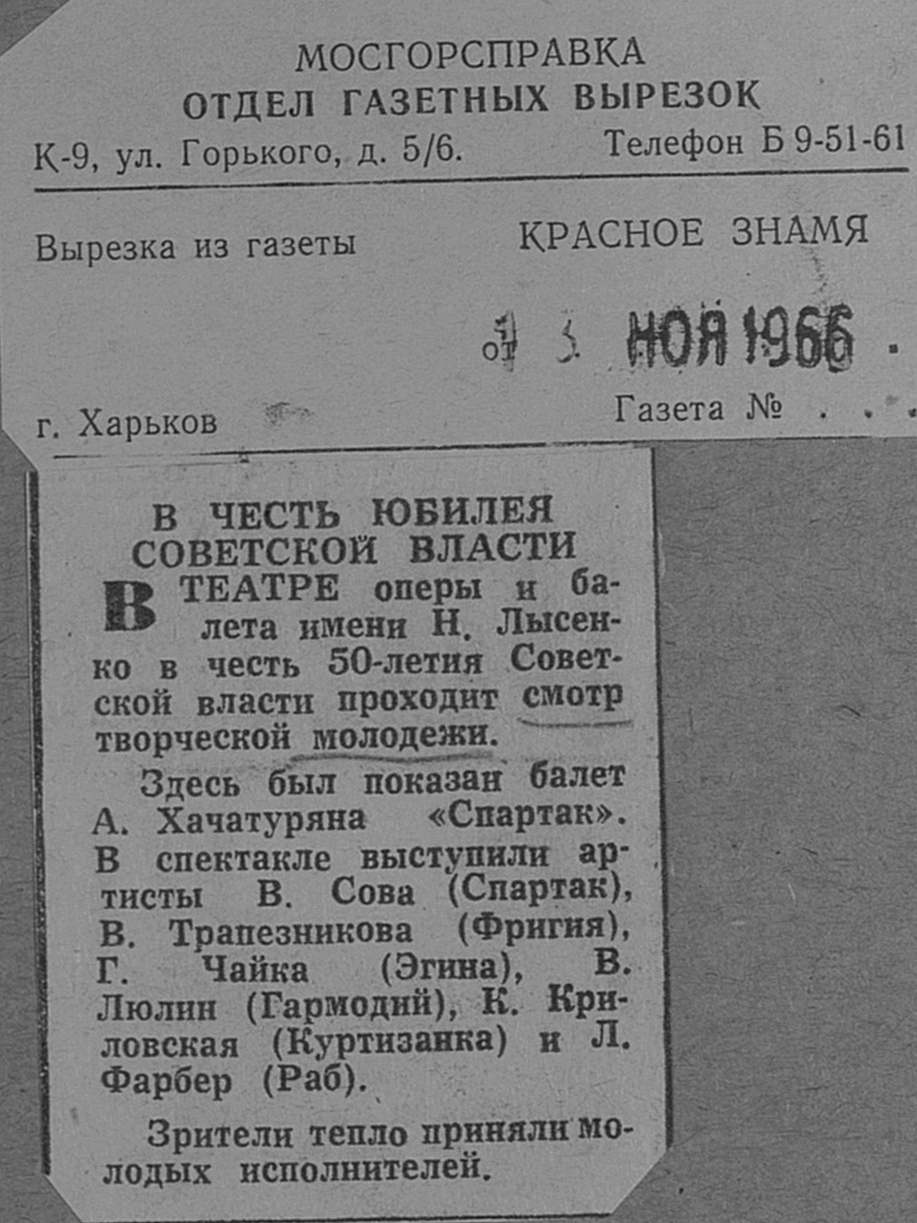 МОСГОРСПРАВКА
ОТДЕЛ ГАЗЕТНЫХ ВЫРЕЗОК
К-9, ул. Горького, д. 5/6. Телефон Б 9-51-61
Вырезка из газеты КРАСНОЕ ЗНАМЯ
от 3 НОЯ 1966 .
г. Харьков Газета № . . .
В ЧЕСТЬ ЮБИЛЕЯ
СОВЕТСКОЙ ВЛАСТИ
В ТЕАТРЕ оперы и ба-
лета имени Н. Лысен-
ко в честь 50-летия Совет-
ской власти проходит смотр
творческой молодежи.
Здесь был показан балет
А. Хачатуряна «Спартак».
В спектакле выступили ар-
тисты В. Сова (Спартак),
В. Трапезникова (Фригия),
Г. Чайка (Эгина), В.
Люлин (Гармодий), К. Кри-
ловская (Куртизанка) и Л.
Фарбер (Раб).
Зрители тепло приняли мо-
лодых исполнителей.